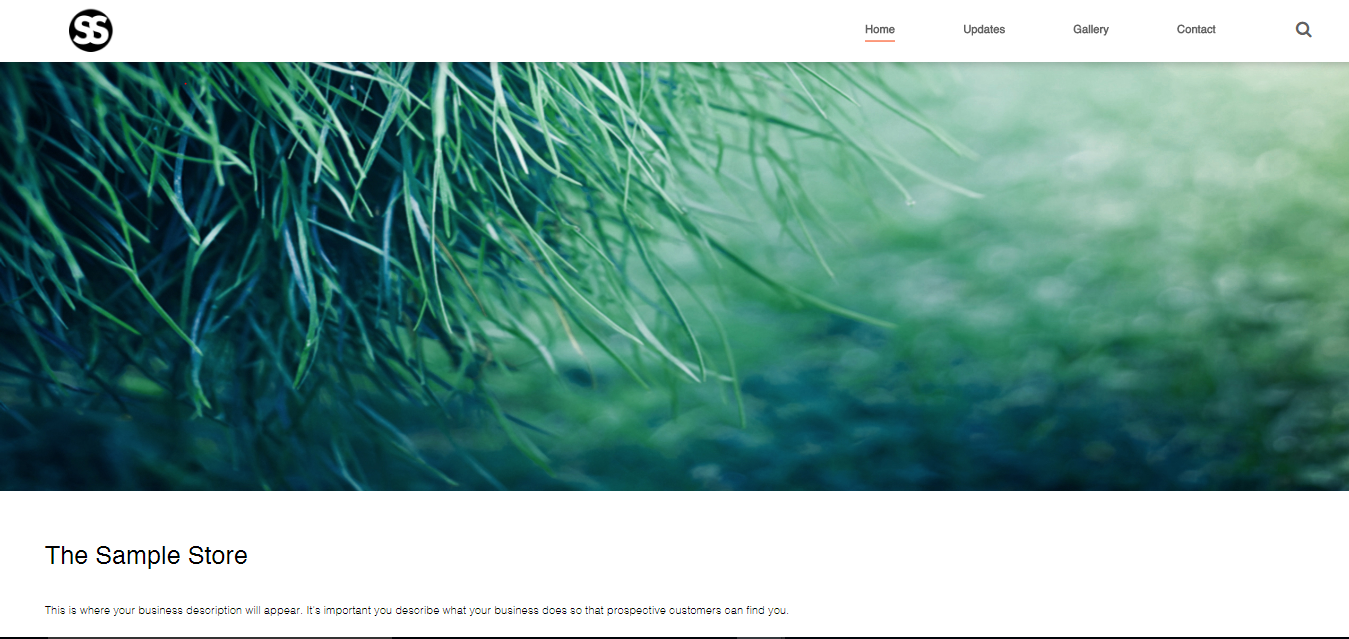 SS
Home Updates Gallery Contact
The Sample Store
This is where your business description will appear. It's important you describe what your business does so that prospective customers can find you.